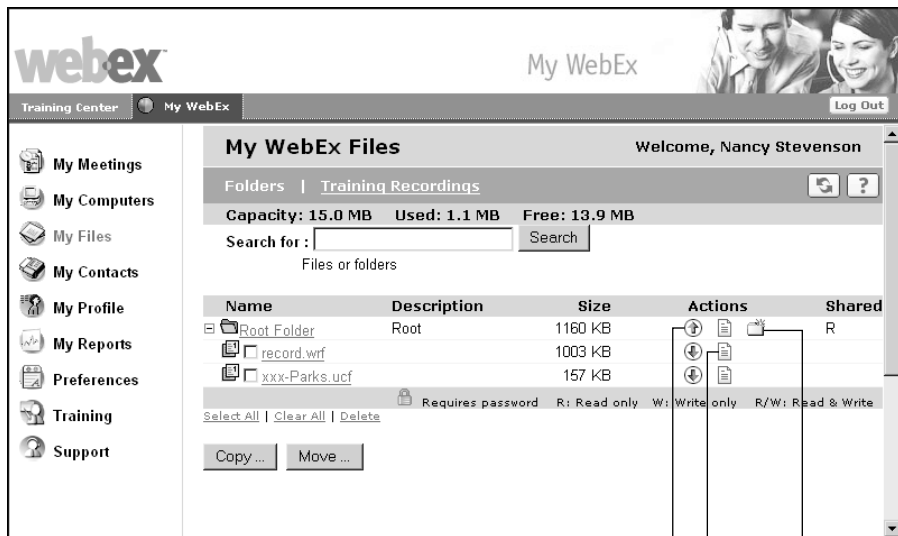 webex
My WebEx
Training Center My WebEx Log Out
My Meetings
My Computers
My Files
My Contacts
My Profile
My Reports
Preferences
Training
Support
My WebEx Files Welcome, Nancy Stevenson
Folders | Training Recordings ?
Capacity: 15.0 MB Used: 1.1 MB Free: 13.9 MB
Search for : Search
Files or folders
Name Description Size Actions Shared
Root Folder Root 1160 KB R
record.wrf 1003 KB
xxx-Parks.ucf 157 KB
Requires password R: Read only W: Write only R/W: Read & Write
Select All | Clear All | Delete
Copy ... Move ...